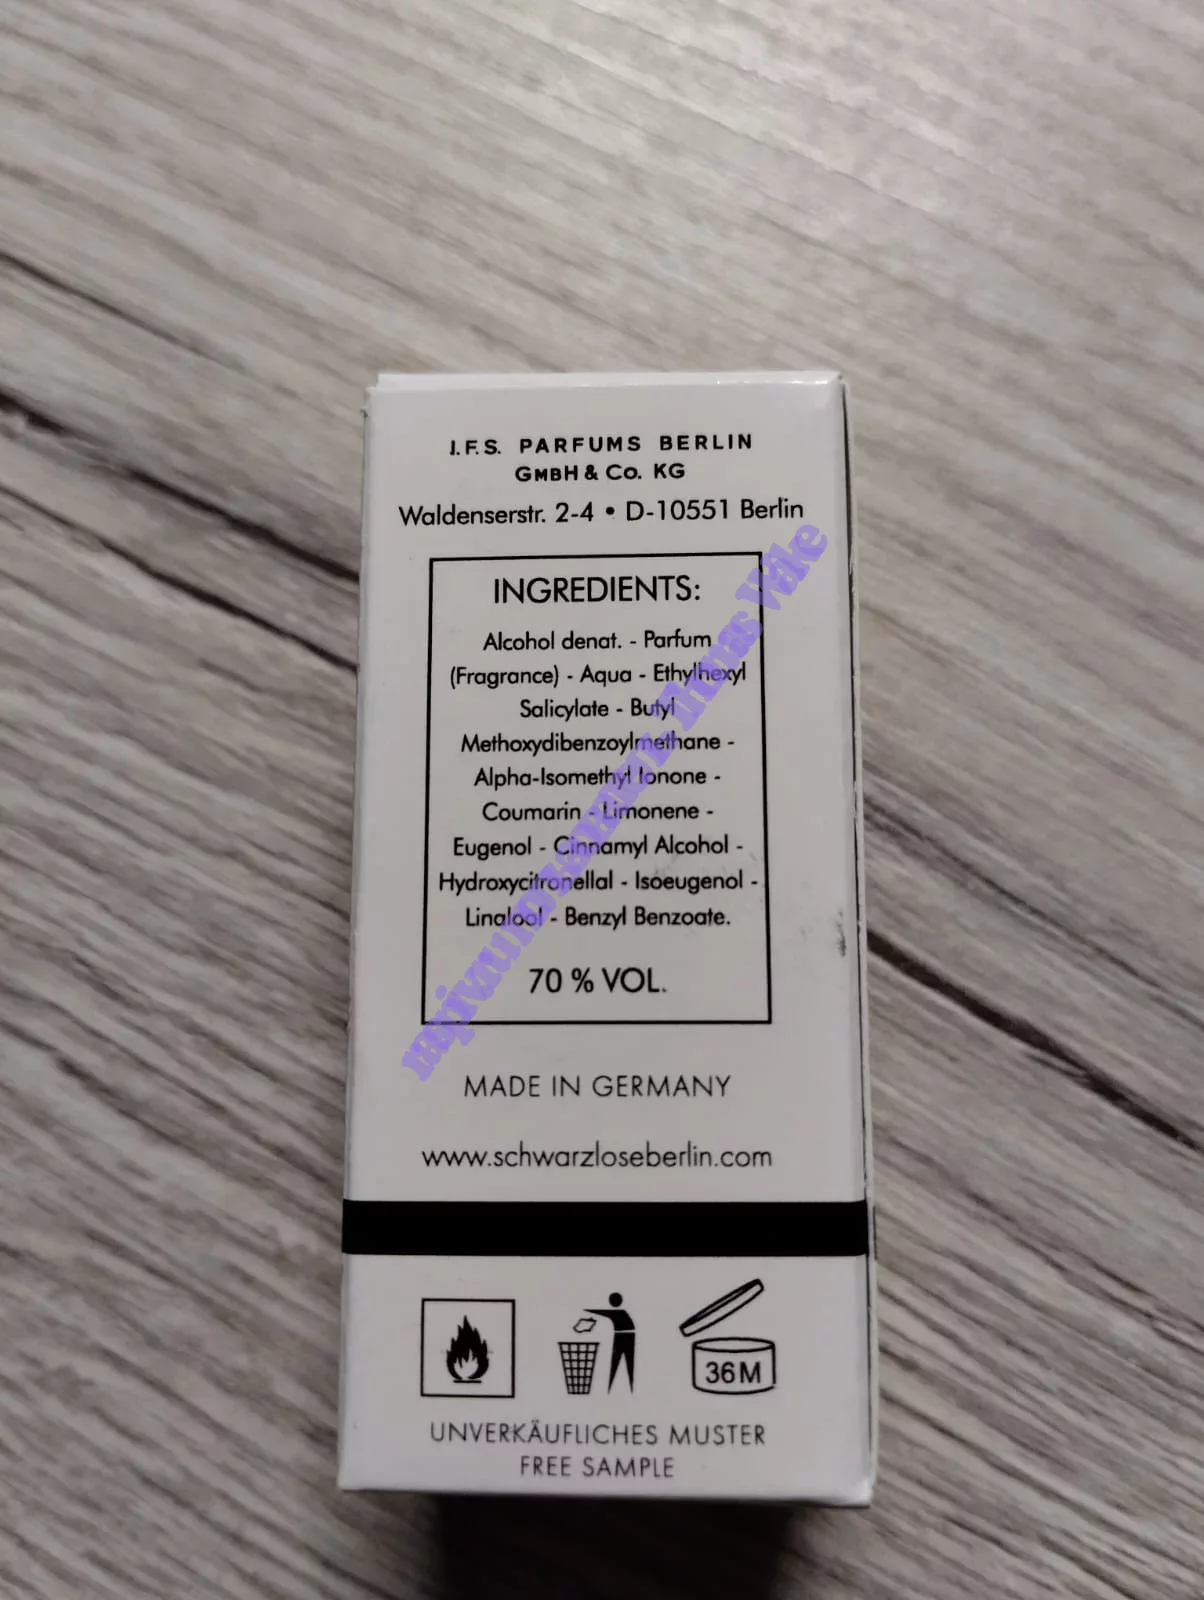 J.F.S. PARFUMS BERLIN
GMBH & CO. KG
Waldenserstr. 2-4 • D-10551 Berlin
INGREDIENTS:
Alcohol denat. - Parfum
(Fragrance) - Aqua - Ethylhexyl
Salicylate - Butyl
Methoxydibenzoylmethane -
Alpha-Isomethyl Ionone -
Coumarin - Limonene -
Eugenol - Cinnamyl Alcohol -
Hydroxycitronellal - Isoeugenol -
Linalool - Benzyl Benzoate.
70 % VOL.
MADE IN GERMANY
www.schwarzloseberlin.com
36M
UNVERKÄUFLICHES MUSTER
FREE SAMPLE